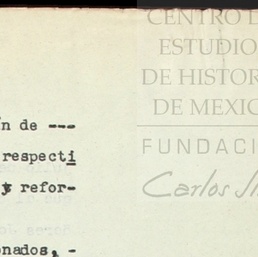 CENTRO D
ESTUDIO
DE HISTOR
DE MEXIC
FUNDACI
Carlos Sl
n de ---
respecti
y refor-
onados, -